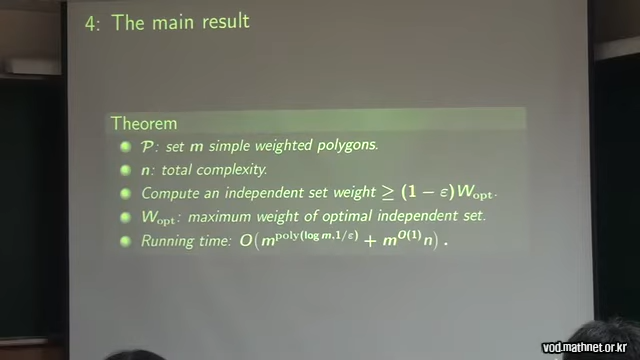 4: The main result
Theorem
P: set m simple weighted polygons.
n: total complexity.
Compute an independent set weight ≥ (1 − ε)W_opt.
W_opt: maximum weight of optimal independent set.
Running time: O(m^{poly(log m,1/ε)} + m^{O(1)}n) .
vod.mathnet.or.kr